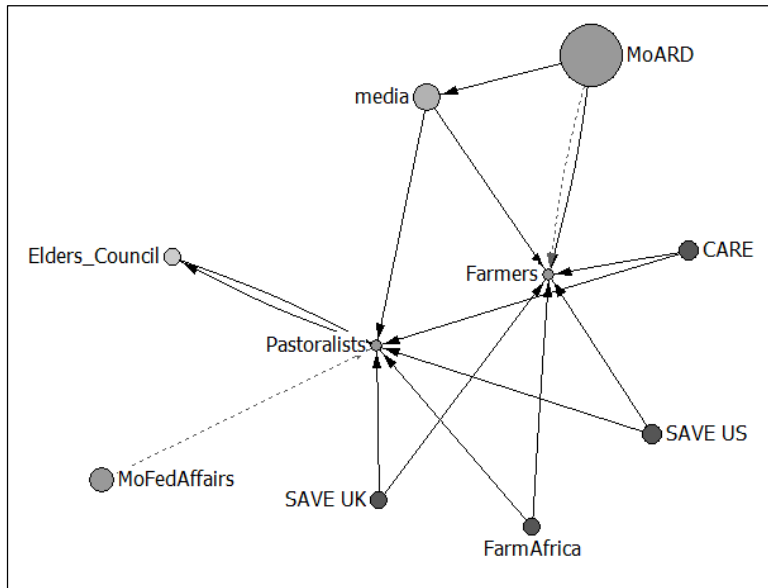 MoARD
media
Elders_Council
CARE
Farmers
Pastoralists
SAVE US
MoFedAffairs
SAVE UK
FarmAfrica